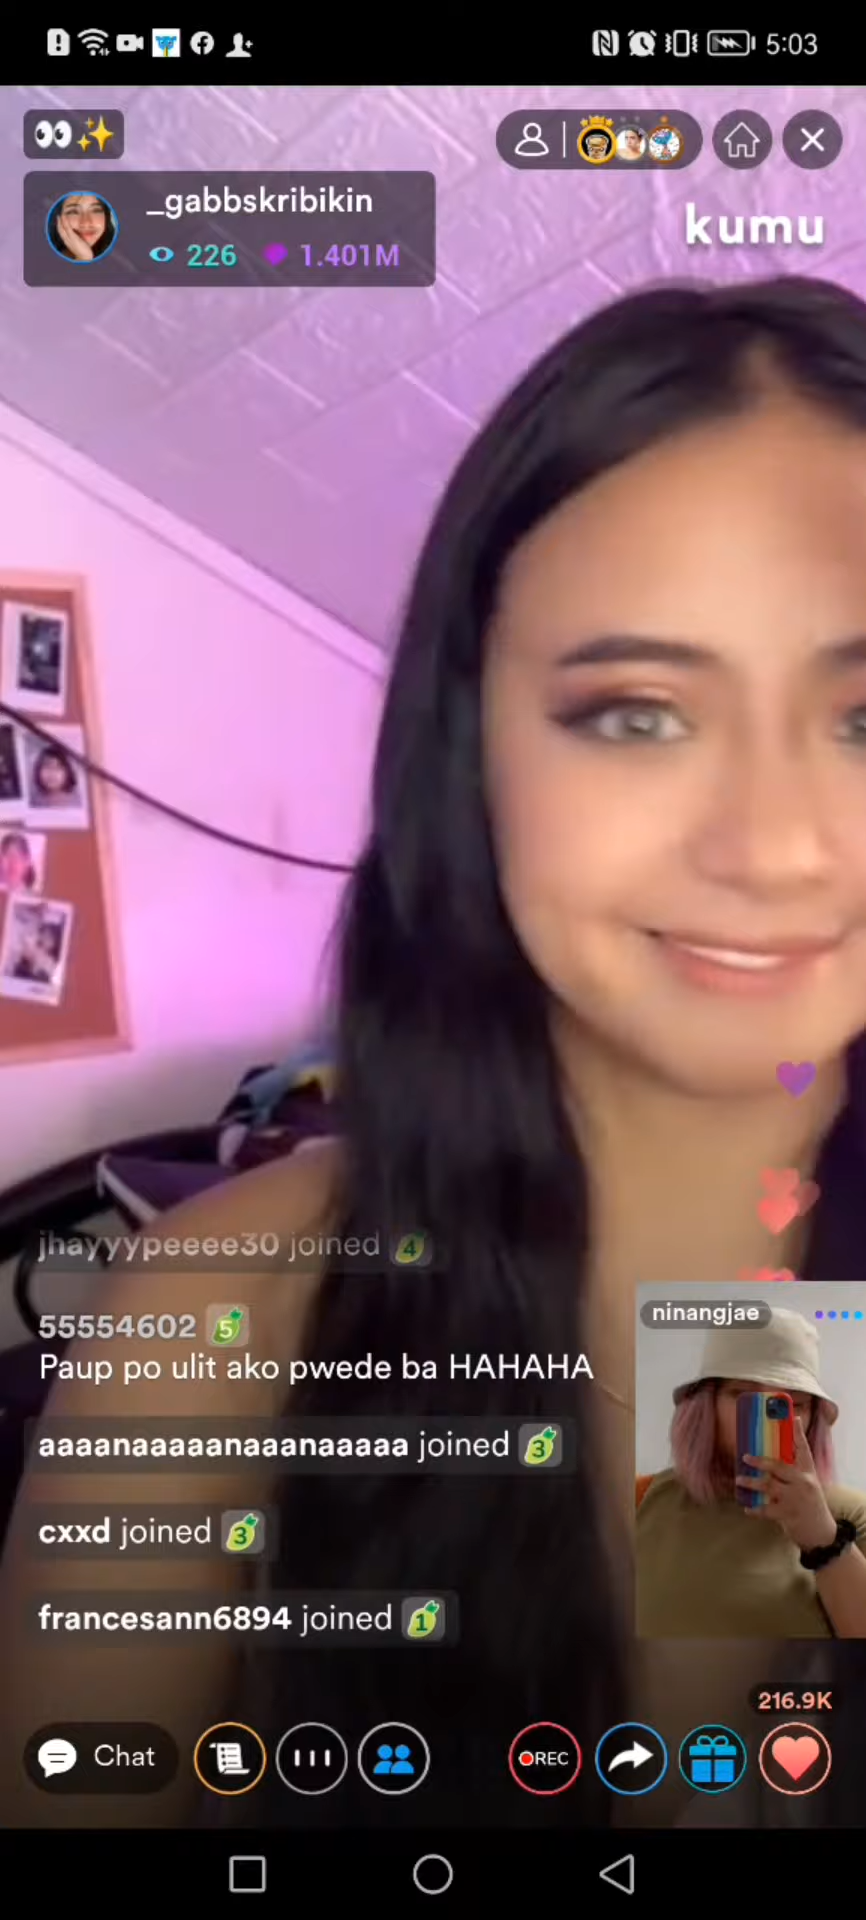 5:03
_gabbskribikin
226 1.401M
kumu
jhayyypeeee30 joined 4
55554602 5
Paup po ulit ako pwede ba HAHAHA
aaaanaaaaanaaanaaaaa joined 3
cxxd joined 3
francesann6894 joined 1
ninangjae
216.9K
Chat
REC